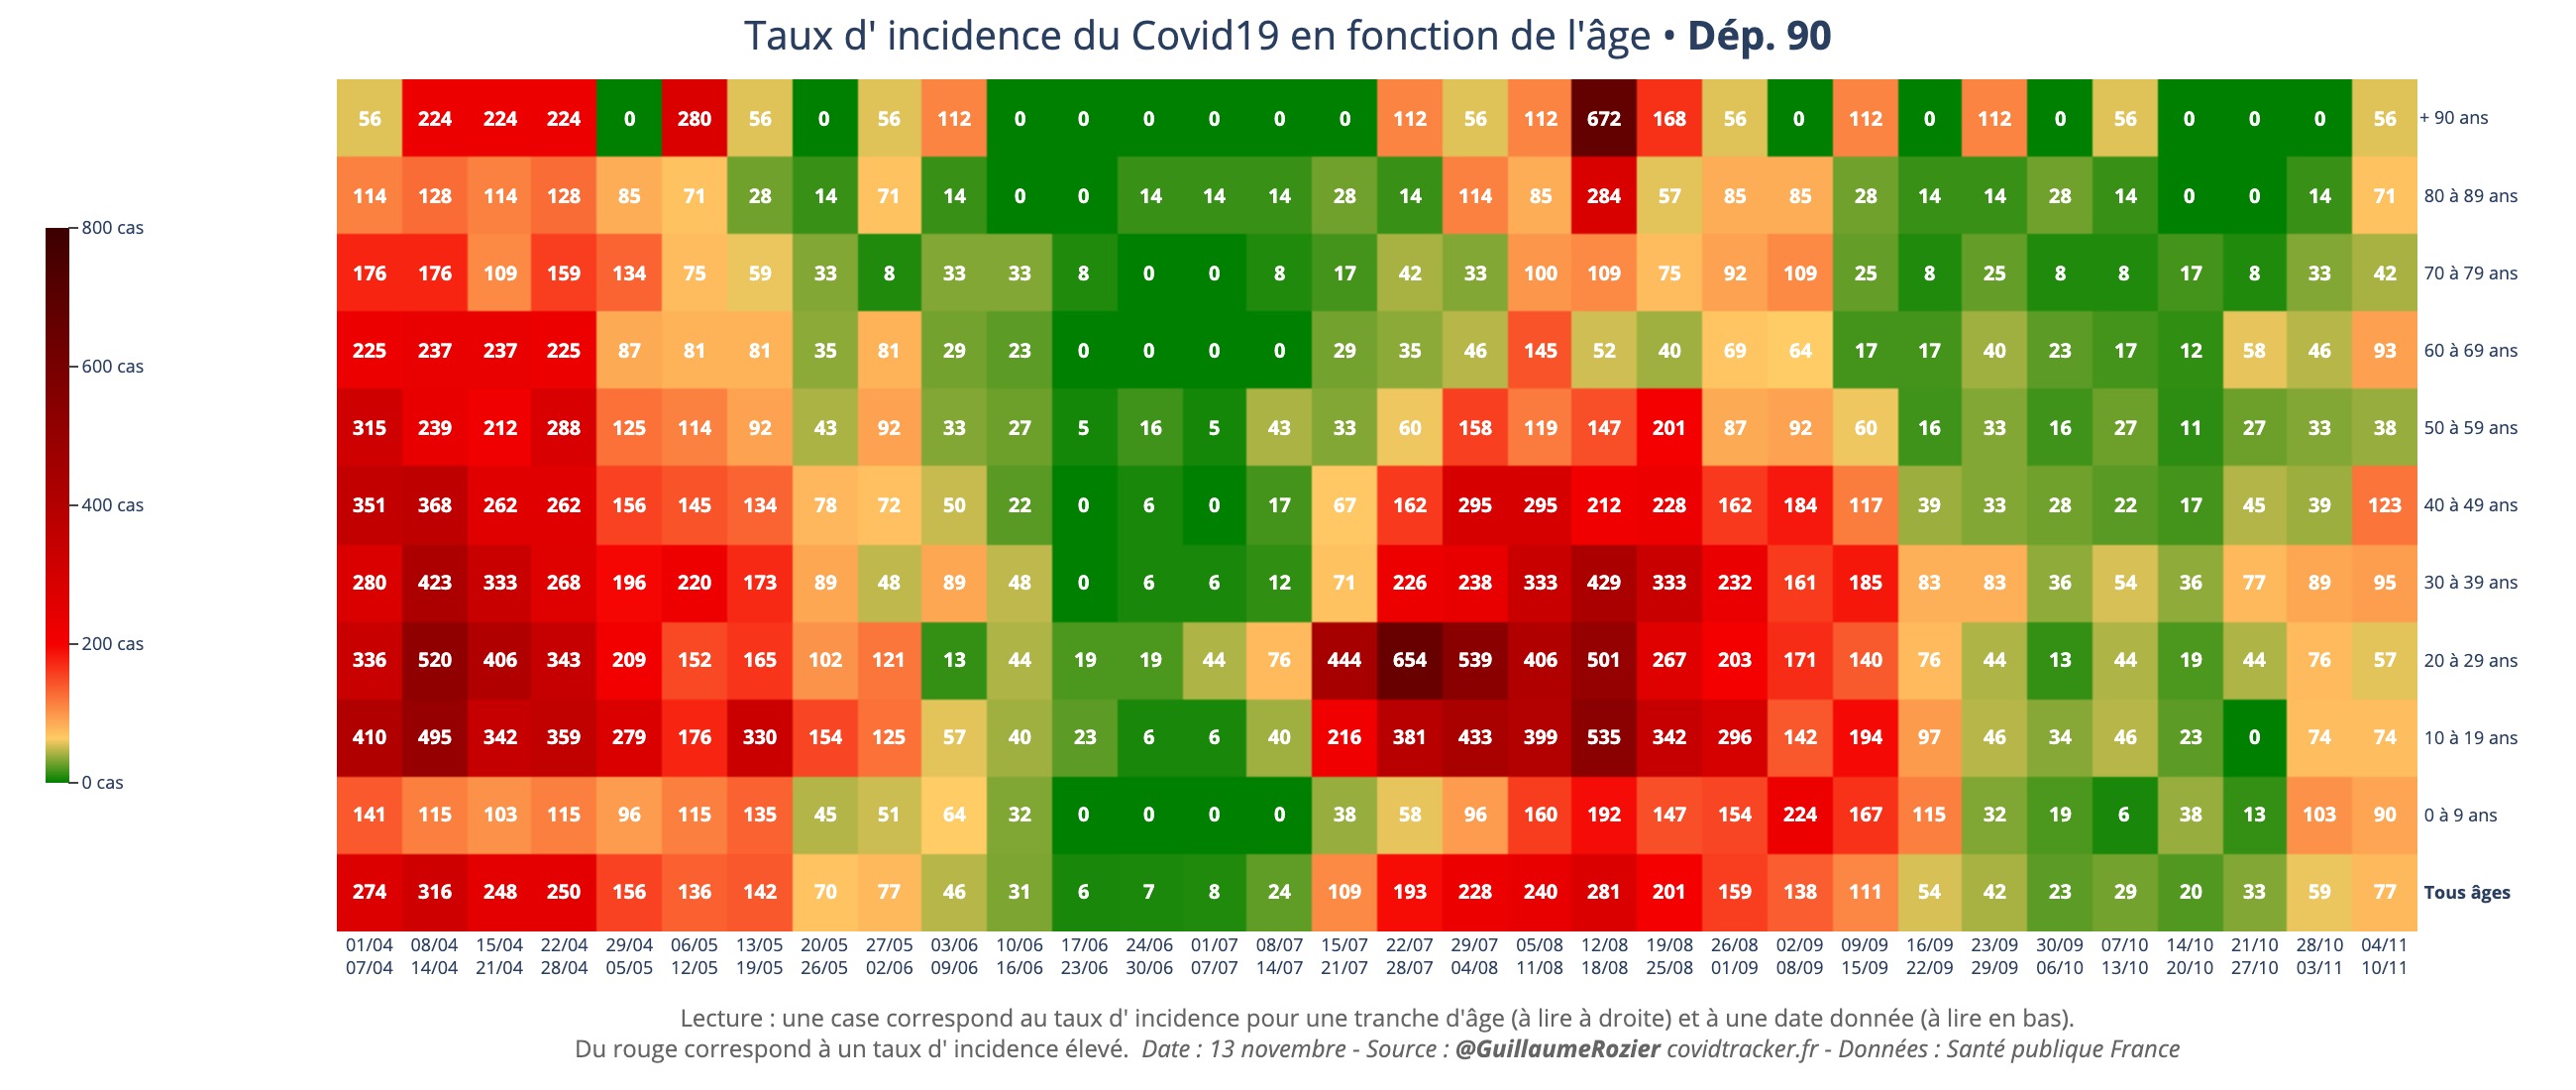 Taux d' incidence du Covid19 en fonction de l'âge • Dép. 90
800 cas
600 cas
400 cas
200 cas
0 cas
56 224 224 224 0 280 56 0 56 112 0 0 0 0 0 0 112 56 112 672 168 56 0 112 0 112 0 56 0 0 0 56 + 90 ans
114 128 114 128 85 71 28 14 71 14 0 0 14 14 14 28 14 114 85 284 57 85 85 28 14 14 28 14 0 0 14 71 80 à 89 ans
176 176 109 159 134 75 59 33 8 33 33 8 0 0 8 17 42 33 100 109 75 92 109 25 8 25 8 8 17 8 33 42 70 à 79 ans
225 237 237 225 87 81 81 35 81 29 23 0 0 0 0 29 35 46 145 52 40 69 64 17 17 40 23 17 12 58 46 93 60 à 69 ans
315 239 212 288 125 114 92 43 92 33 27 5 16 5 43 33 60 158 119 147 201 87 92 60 16 33 16 27 11 27 33 38 50 à 59 ans
351 368 262 262 156 145 134 78 72 50 22 0 6 0 17 67 162 295 295 212 228 162 184 117 39 33 28 22 17 45 39 123 40 à 49 ans
280 423 333 268 196 220 173 89 48 89 48 0 6 6 12 71 226 238 333 429 333 232 161 185 83 83 36 54 36 77 89 95 30 à 39 ans
336 520 406 343 209 152 165 102 121 13 44 19 19 44 76 444 654 539 406 501 267 203 171 140 76 44 13 44 19 44 76 57 20 à 29 ans
410 495 342 359 279 176 330 154 125 57 40 23 6 6 40 216 381 433 399 535 342 296 142 194 97 46 34 46 23 0 74 74 10 à 19 ans
141 115 103 115 96 115 135 45 51 64 32 0 0 0 0 38 58 96 160 192 147 154 224 167 115 32 19 6 38 13 103 90 0 à 9 ans
274 316 248 250 156 136 142 70 77 46 31 6 7 8 24 109 193 228 240 281 201 159 138 111 54 42 23 29 20 33 59 77 Tous âges
01/04 08/04 15/04 22/04 29/04 06/05 13/05 20/05 27/05 03/06 10/06 17/06 24/06 01/07 08/07 15/07 22/07 29/07 05/08 12/08 19/08 26/08 02/09 09/09 16/09 23/09 30/09 07/10 14/10 21/10 28/10 04/11
07/04 14/04 21/04 28/04 05/05 12/05 19/05 26/05 02/06 09/06 16/06 23/06 30/06 07/07 14/07 21/07 28/07 04/08 11/08 18/08 25/08 01/09 08/09 15/09 22/09 29/09 06/10 13/10 20/10 27/10 03/11 10/11
Lecture : une case correspond au taux d' incidence pour une tranche d'âge (à lire à droite) et à une date donnée (à lire en bas).
Du rouge correspond à un taux d' incidence élevé. Date : 13 novembre - Source : @GuillaumeRozier covidtracker.fr - Données : Santé publique France